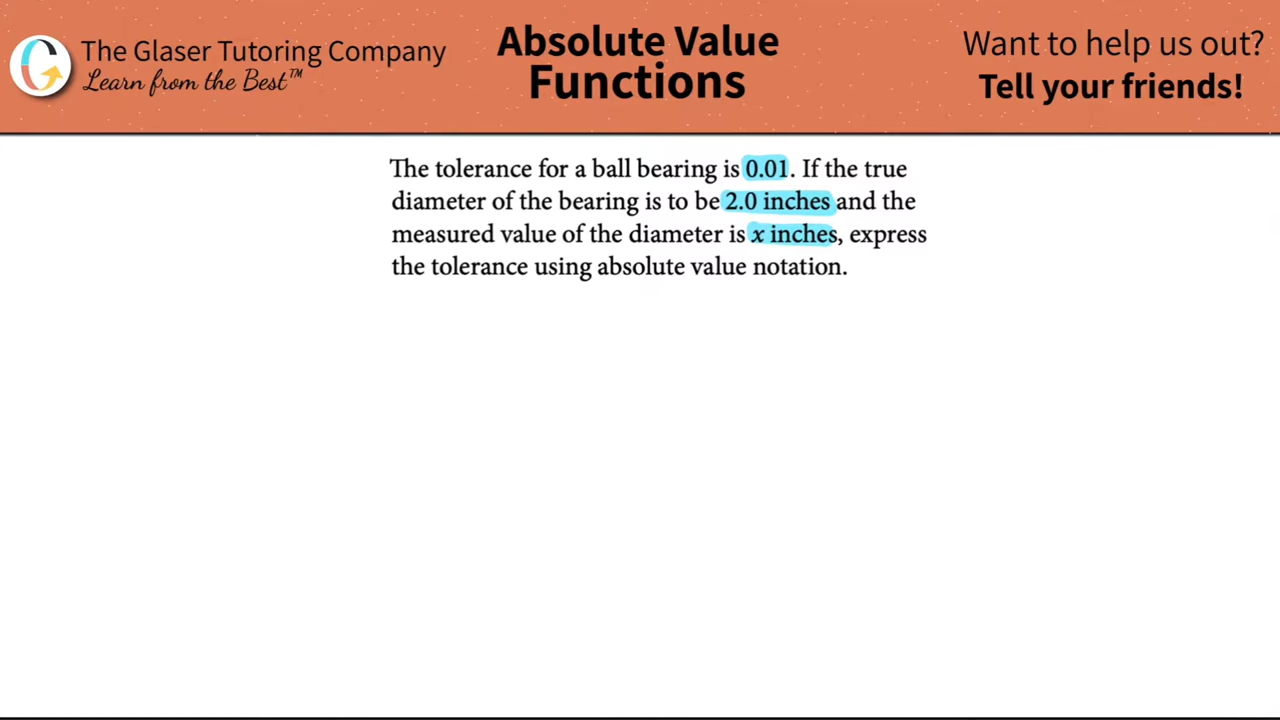 The Glaser Tutoring Company
Learn from the Best™
Absolute Value
Functions
Want to help us out?
Tell your friends!
The tolerance for a ball bearing is 0.01. If the true
diameter of the bearing is to be 2.0 inches and the
measured value of the diameter is x inches, express
the tolerance using absolute value notation.